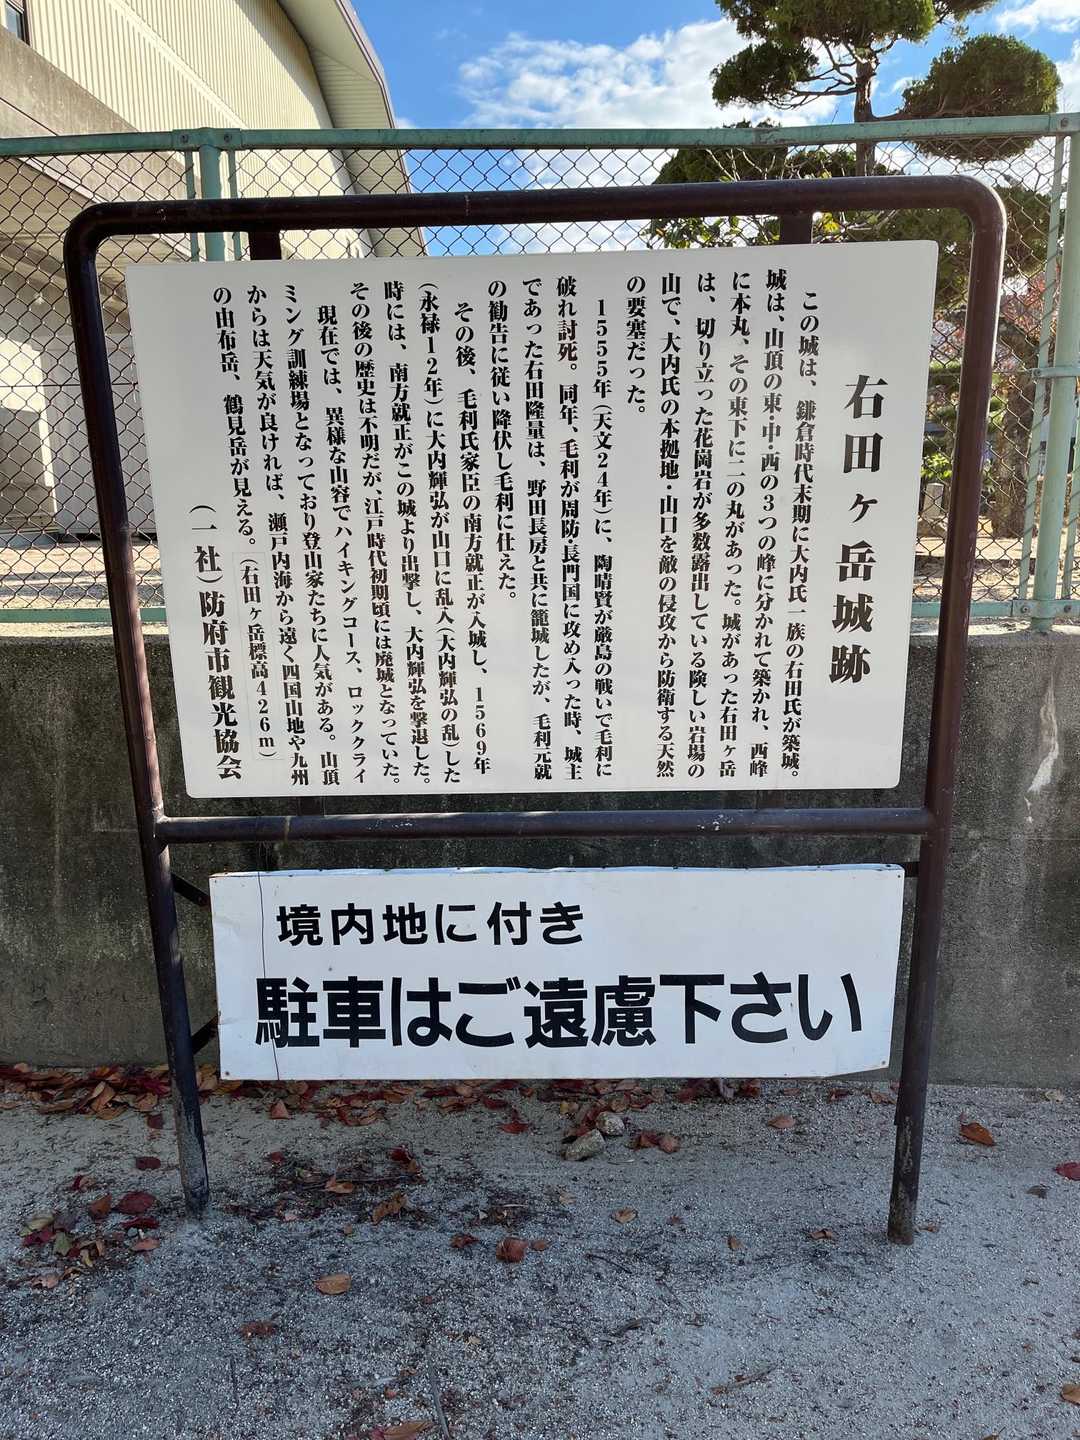 右田ヶ岳城跡
この城は、鎌倉時代末期に大内氏一族の右田氏が築城。
城は、山頂の東・中・西の3つの峰に分かれて築かれ、西峰
に本丸、その東下に二の丸があった。城があった右田ヶ岳
は、切り立った花崗岩が多数露出している険しい岩場の
山で、大内氏の本拠地・山口を敵の侵攻から防衛する天然
の要塞だった。
1555年(天文24年)に、陶晴賢が厳島の戦いで毛利に
破れ討死。同年、毛利が周防・長門国に攻め入った時、城主
であった右田隆量は、野田長房と共に籠城したが、毛利元就
の勧告に従い降伏し毛利に仕えた。
その後、毛利氏家臣の南方就正が入城し、1569年
(永禄12年)に大内輝弘が山口に乱入(大内輝弘の乱)した
時には、南方就正がこの城より出撃し、大内輝弘を撃退した。
その後の歴史は不明だが、江戸時代初期頃には廃城となっていた。
現在では、異様な山容でハイキングコース、ロッククライ
ミング訓練場となっており登山家たちに人気がある。山頂
からは天気が良ければ、瀬戸内海から遠く四国山地や九州
の由布岳、鶴見岳が見える。(右田ヶ岳標高426m)
(一社)防府市観光協会
境内地に付き
駐車はご遠慮下さい